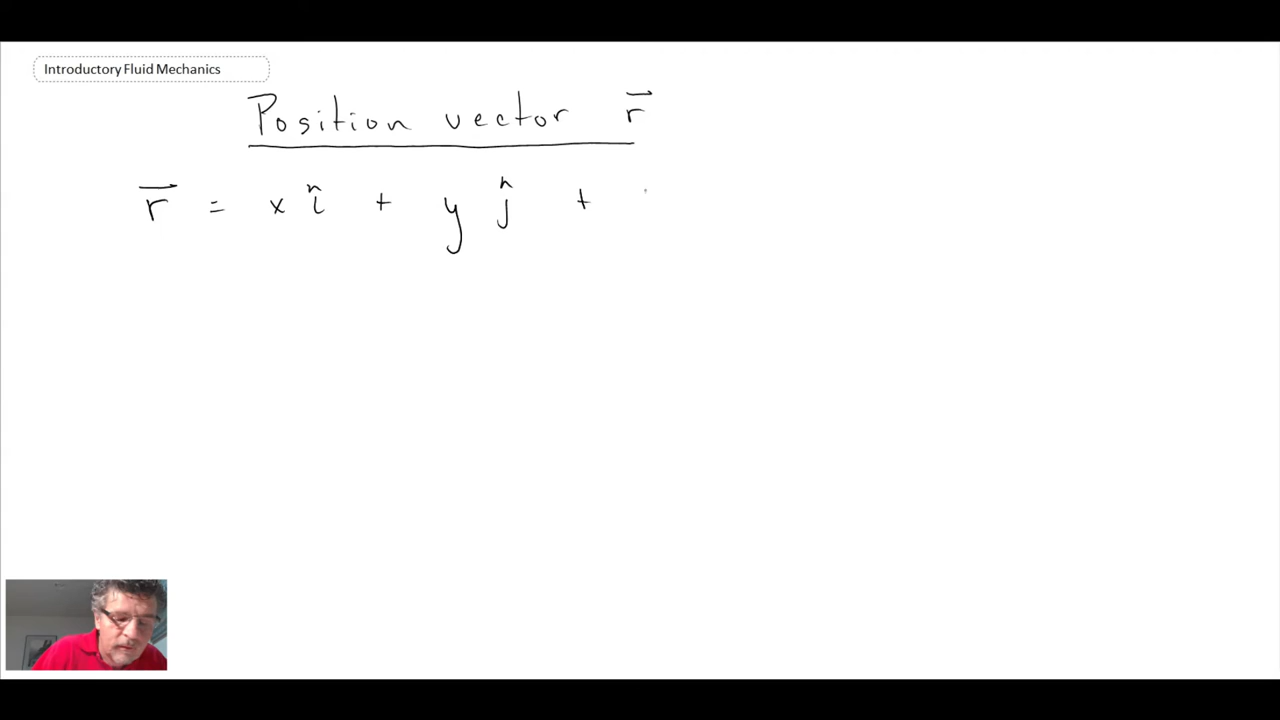 Introductory Fluid Mechanics
Position vector r⃗
r⃗ = x î + y ĵ +